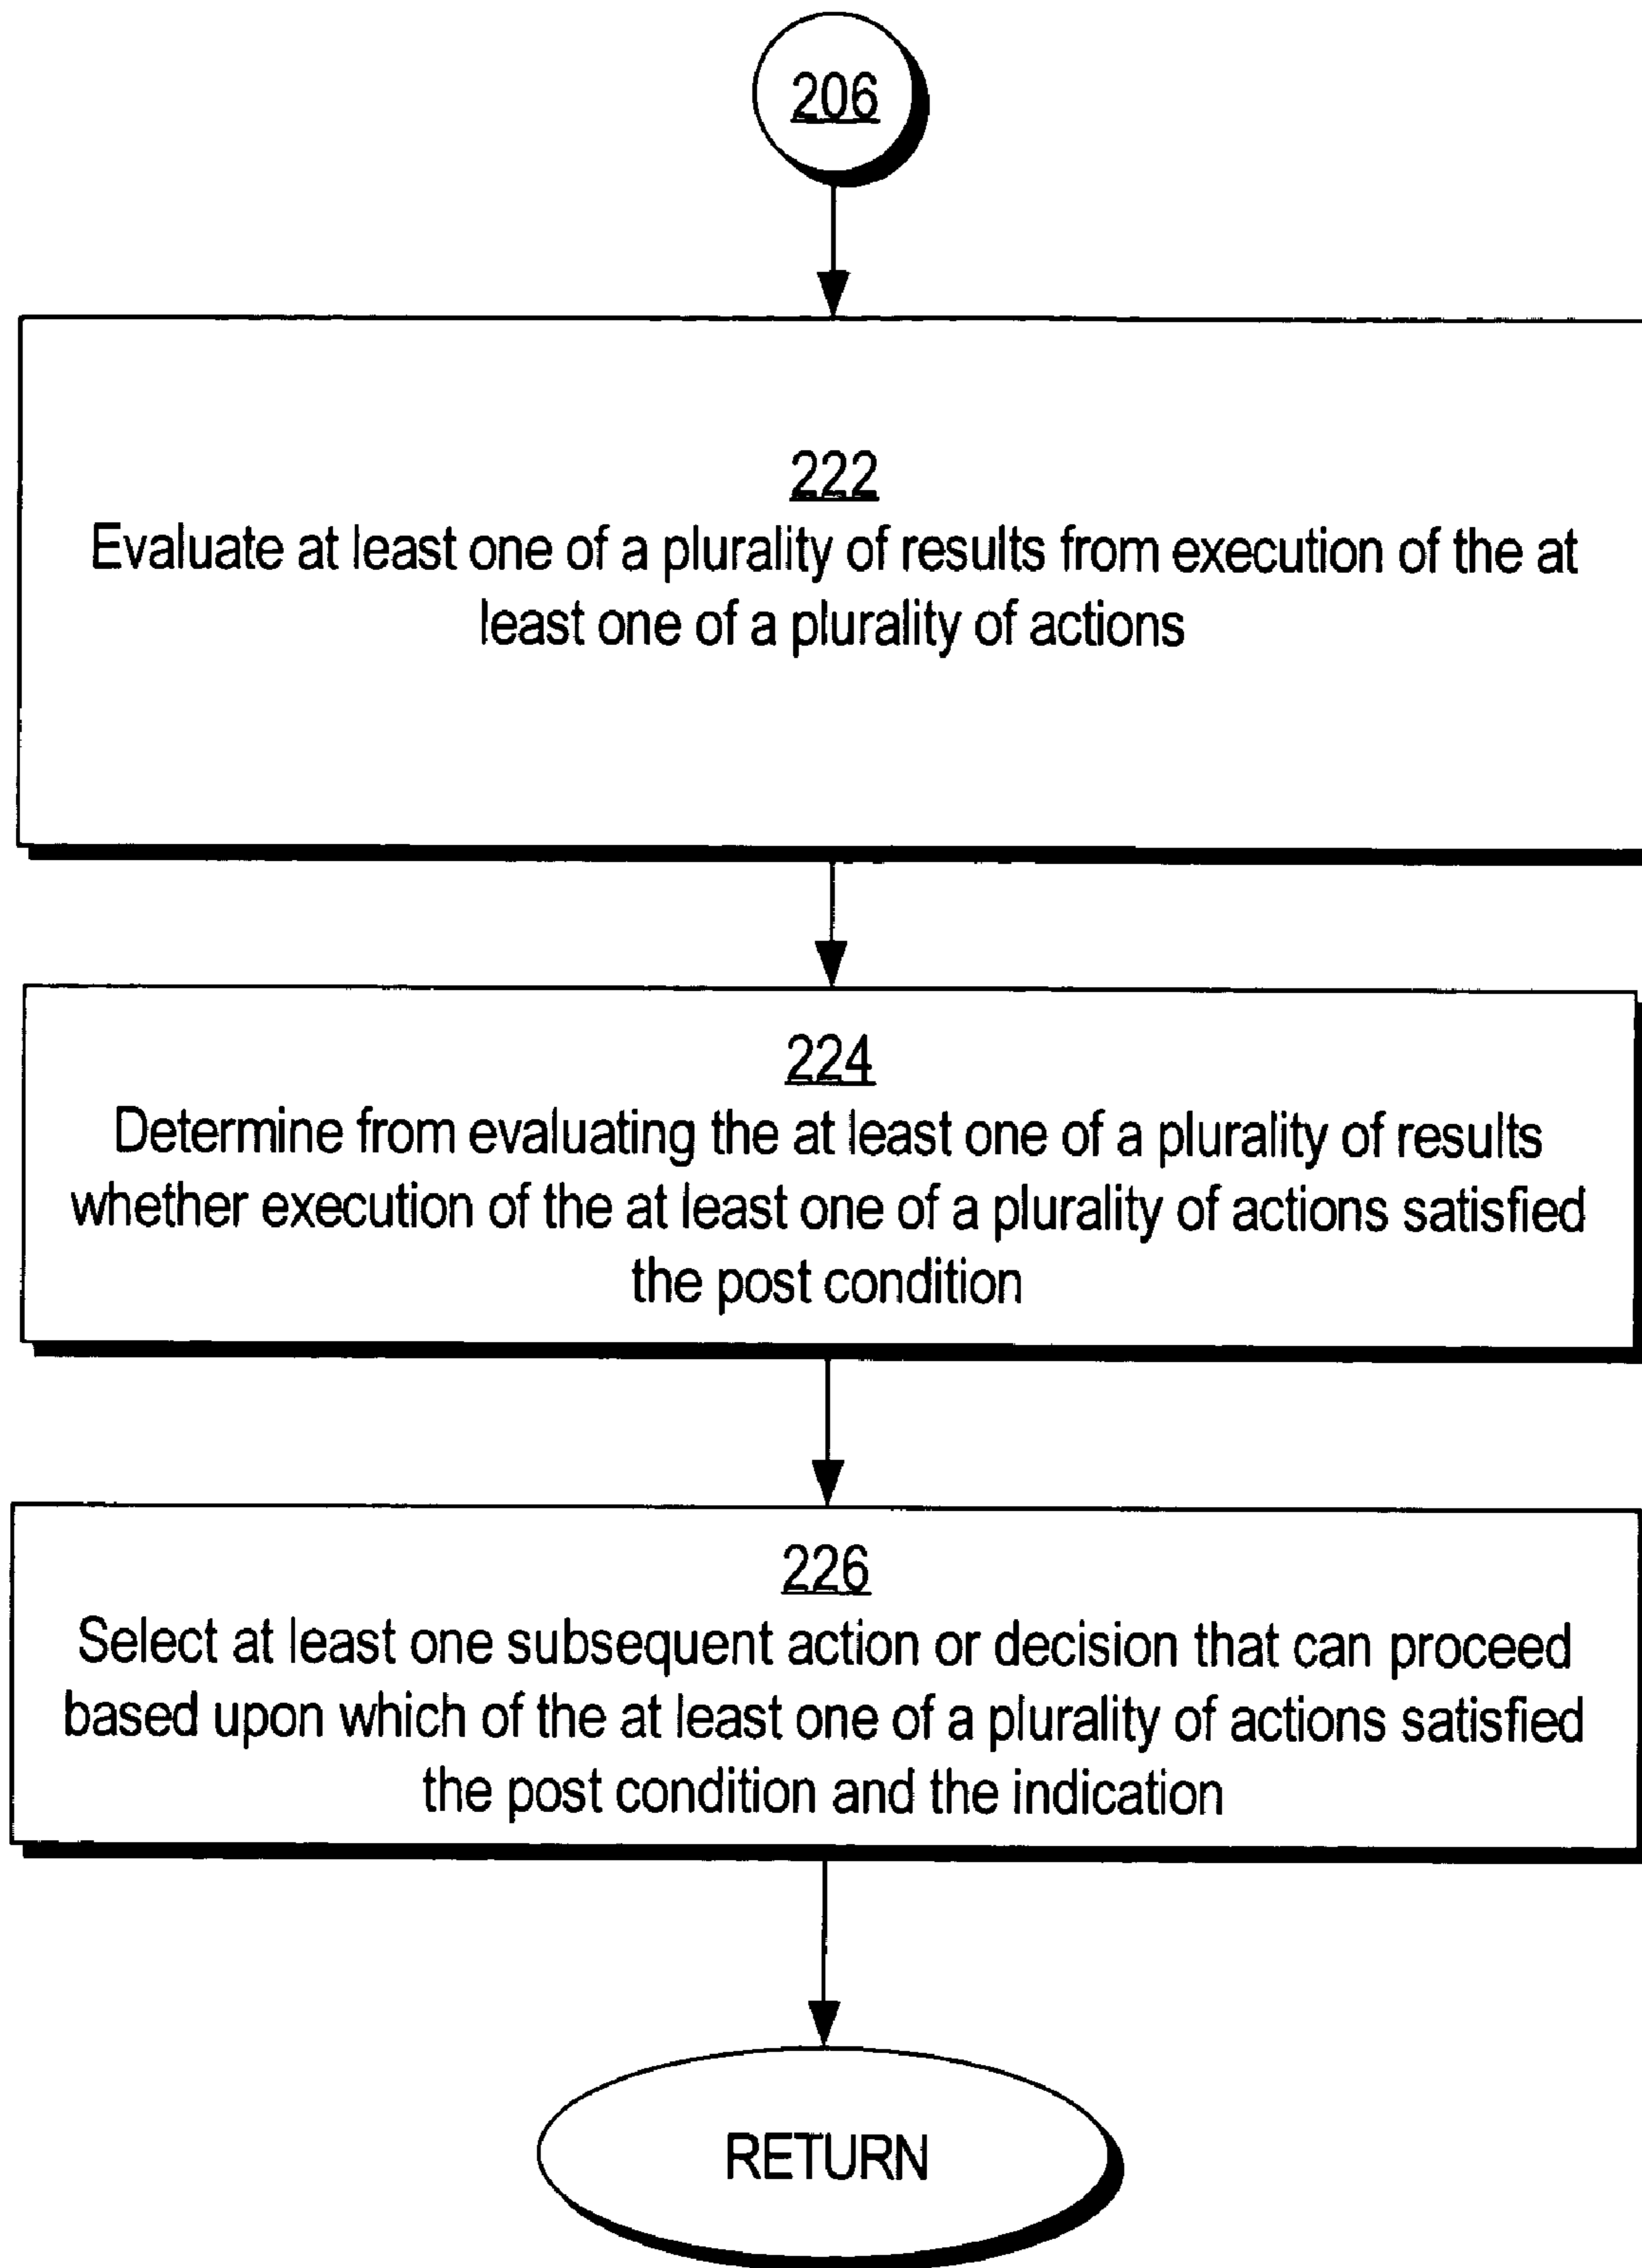 206
222
Evaluate at least one of a plurality of results from execution of the at
least one of a plurality of actions
224
Determine from evaluating the at least one of a plurality of results
whether execution of the at least one of a plurality of actions satisfied
the post condition
226
Select at least one subsequent action or decision that can proceed
based upon which of the at least one of a plurality of actions satisfied
the post condition and the indication
RETURN